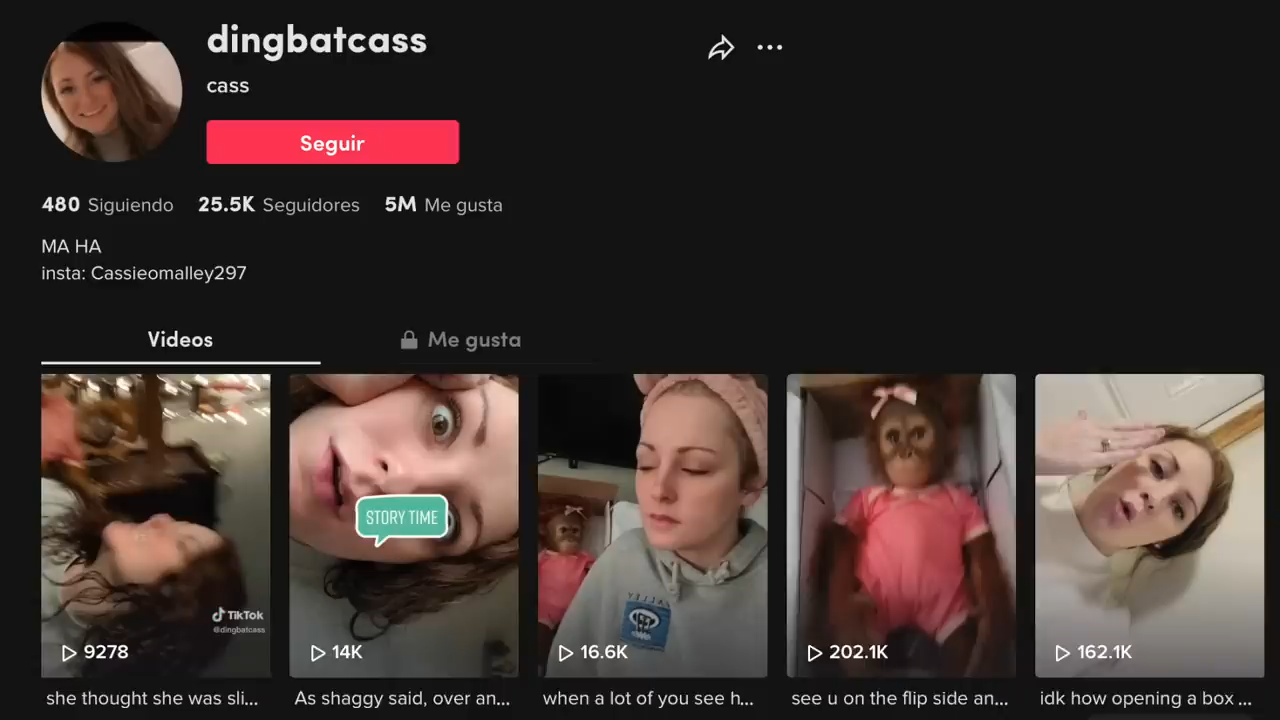 dingbatcass
cass
Seguir
480 Siguiendo 25.5K Seguidores 5M Me gusta
MA HA
insta: Cassieomalley297
Videos Me gusta
STORY TIME
TikTok
@dingbatcass
9278 14K 16.6K 202.1K 162.1K
she thought she was sli... As shaggy said, over an... when a lot of you see h... see u on the flip side an... idk how opening a box ...